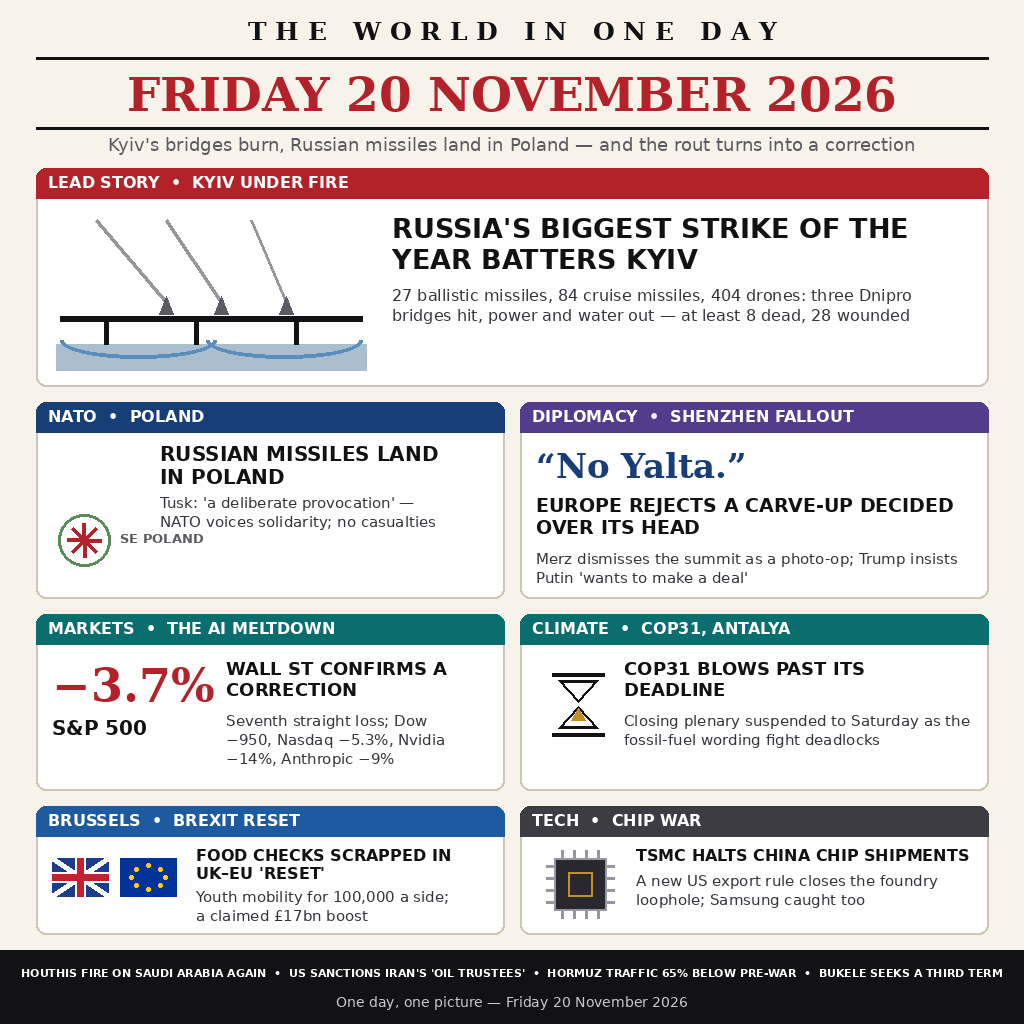 THE WORLD IN ONE DAY
FRIDAY 20 NOVEMBER 2026
Kyiv's bridges burn, Russian missiles land in Poland — and the rout turns into a correction
LEAD STORY • KYIV UNDER FIRE
RUSSIA'S BIGGEST STRIKE OF THE
YEAR BATTERS KYIV
27 ballistic missiles, 84 cruise missiles, 404 drones: three Dnipro
bridges hit, power and water out — at least 8 dead, 28 wounded
NATO • POLAND
RUSSIAN MISSILES LAND
IN POLAND
Tusk: 'a deliberate provocation' —
NATO voices solidarity; no casualties
SE POLAND
DIPLOMACY • SHENZHEN FALLOUT
“No Yalta.”
EUROPE REJECTS A CARVE-UP DECIDED
OVER ITS HEAD
Merz dismisses the summit as a photo-op; Trump insists
Putin 'wants to make a deal'
MARKETS • THE AI MELTDOWN
−3.7%
S&P 500
WALL ST CONFIRMS A
CORRECTION
Seventh straight loss; Dow
−950, Nasdaq −5.3%, Nvidia
−14%, Anthropic −9%
CLIMATE • COP31, ANTALYA
COP31 BLOWS PAST ITS
DEADLINE
Closing plenary suspended to Saturday as the
fossil-fuel wording fight deadlocks
BRUSSELS • BREXIT RESET
FOOD CHECKS SCRAPPED IN
UK–EU 'RESET'
Youth mobility for 100,000 a side;
a claimed £17bn boost
TECH • CHIP WAR
TSMC HALTS CHINA CHIP SHIPMENTS
A new US export rule closes the foundry
loophole; Samsung caught too
HOUTHIS FIRE ON SAUDI ARABIA AGAIN • US SANCTIONS IRAN'S 'OIL TRUSTEES' • HORMUZ TRAFFIC 65% BELOW PRE-WAR • BUKELE SEEKS A THIRD TERM
One day, one picture — Friday 20 November 2026